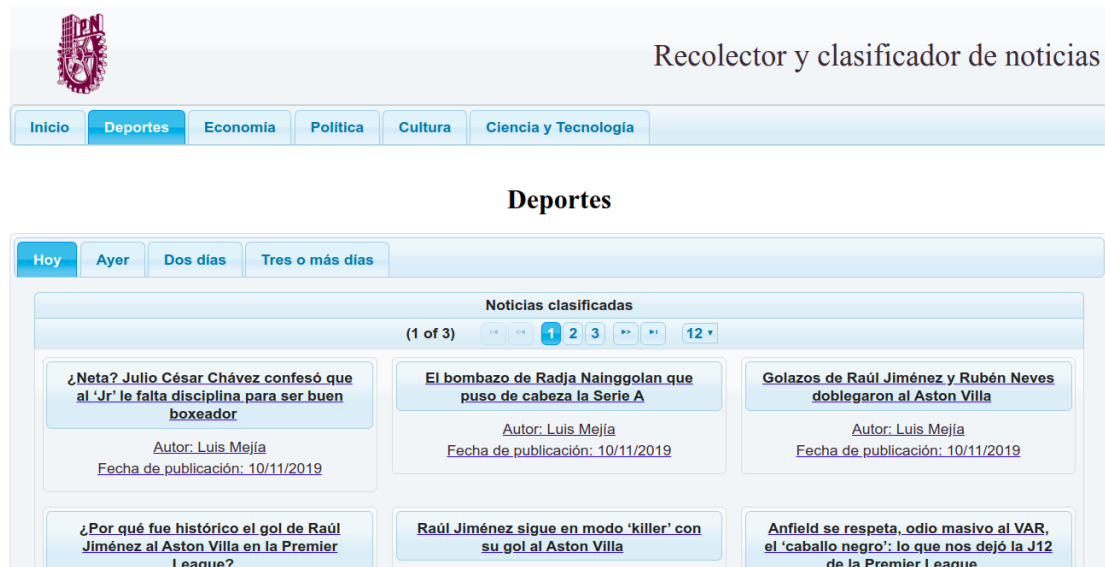 IPN
Recolector y clasificador de noticias
Inicio Deportes Economía Política Cultura Ciencia y Tecnología
Deportes
Hoy Ayer Dos días Tres o más días
Noticias clasificadas
(1 of 3) 1 2 3 12
¿Neta? Julio César Chávez confesó que
al ‘Jr’ le falta disciplina para ser buen
boxeador
Autor: Luis Mejía
Fecha de publicación: 10/11/2019
El bombazo de Radja Nainggolan que
puso de cabeza la Serie A
Autor: Luis Mejía
Fecha de publicación: 10/11/2019
Golazos de Raúl Jiménez y Rubén Neves
doblegaron al Aston Villa
Autor: Luis Mejía
Fecha de publicación: 10/11/2019
¿Por qué fue histórico el gol de Raúl
Jiménez al Aston Villa en la Premier
League?
Raúl Jiménez sigue en modo ‘killer’ con
su gol al Aston Villa
Anfield se respeta, odio masivo al VAR,
el ‘caballo negro’: lo que nos dejó la J12
de la Premier League